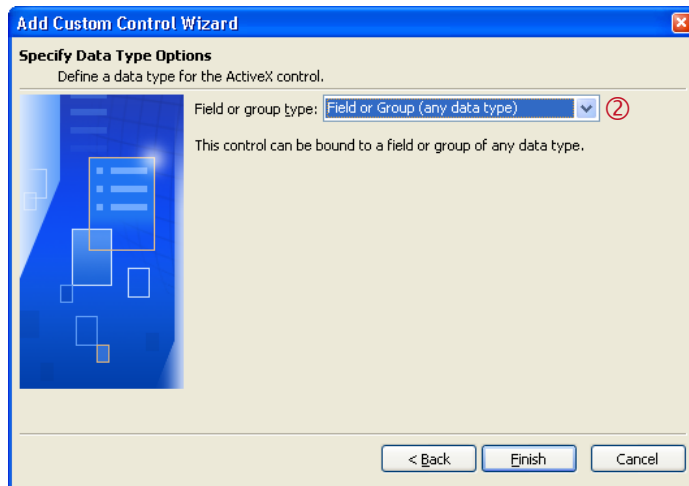 Add Custom Control Wizard
Specify Data Type Options
Define a data type for the ActiveX control.
Field or group type: Field or Group (any data type) ②
This control can be bound to a field or group of any data type.
< Back Finish Cancel